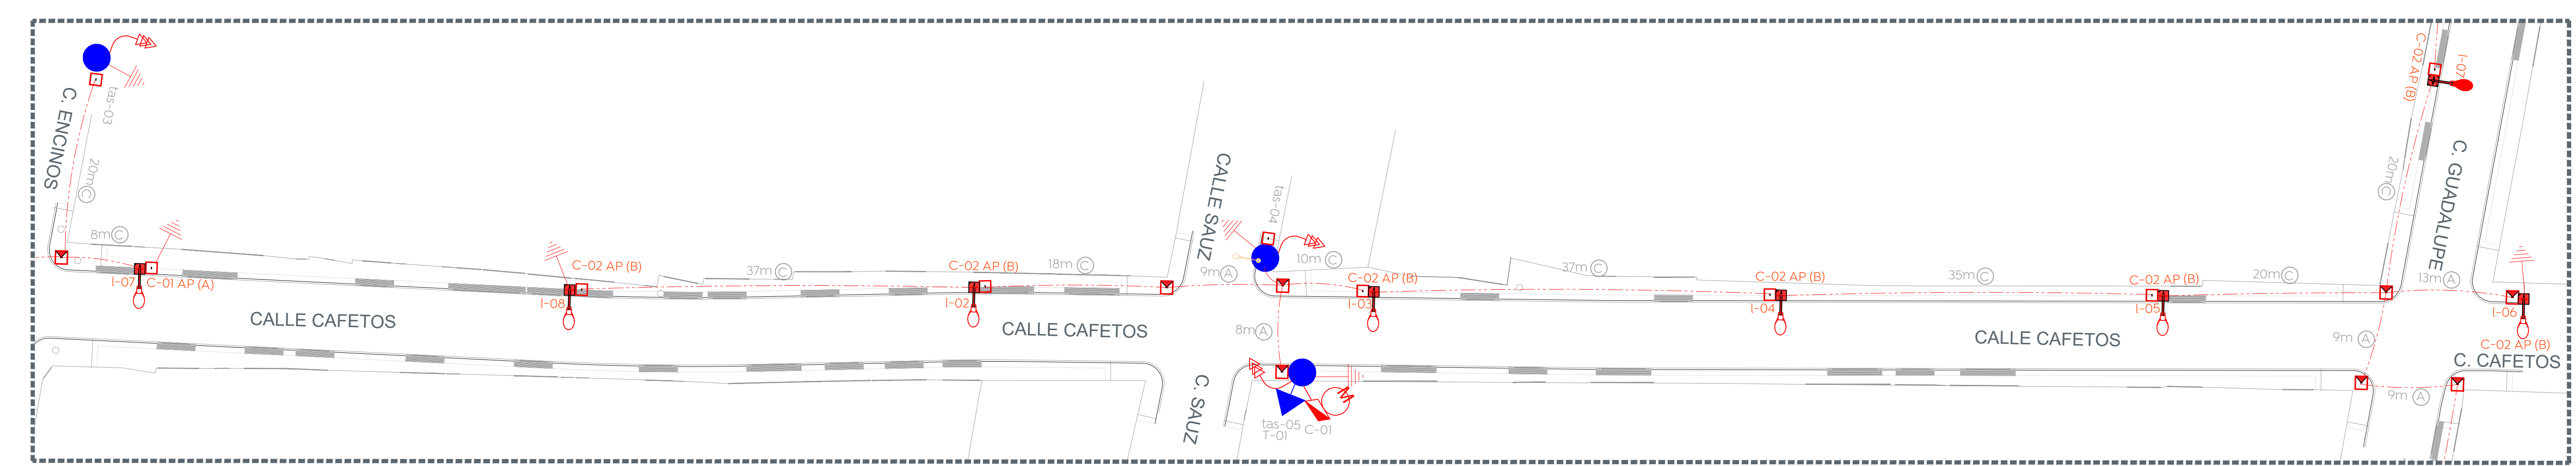 C. ENCINOS
tas-03
20m C
8m C
I-07
C-01 AP (A)
CALLE CAFETOS
C-02 AP (B)
I-08
37m C
C-02 AP (B)
I-02
18m C
CALLE CAFETOS
CALLE SAUZ
9m A
tas-04
10m C
8m A
C. SAUZ
tas-05
T-01
C-01
M
C-02 AP (B)
I-03
37m C
C-02 AP (B)
I-04
35m C
CALLE CAFETOS
C-02 AP (B)
I-05
20m C
C-02 AP (B)
I-07
20m C
C. GUADALUPE
13m A
I-06
C-02 AP (B)
C. CAFETOS
9m A
9m A